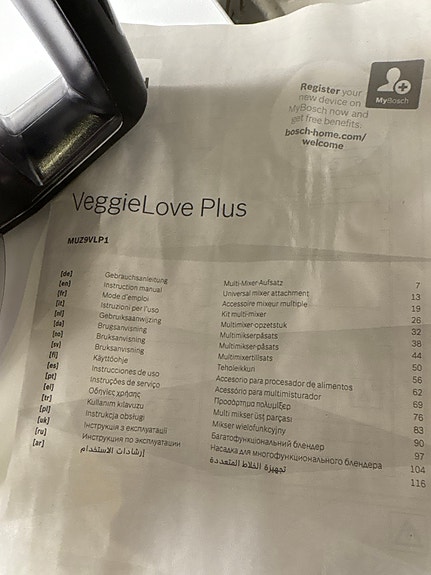 Register your
new device on
MyBosch now and
get free benefits.
bosch-home.com/
welcome
MyBosch
VeggieLove Plus
MUZ9VLP1
[de] Gebrauchsanleitung Multi-Mixer-Aufsatz 7
[en] Instruction manual Universal mixer attachment 13
[fr] Mode d'emploi Accessoire mixeur multiple 19
[it] Istruzioni per l'uso Kit multi-mixer 26
[nl] Gebruiksaanwijzing Multimixer-opzetstuk 32
[da] Brugsanvisning Multimikserpåsats 38
[no] Bruksanvisning Multimikser-påsats 44
[sv] Bruksanvisning Multimixertillsats 50
[fi] Käyttöohje Teholeikkuri 56
[es] Instrucciones de uso Accesorio para procesador de alimentos 62
[pt] Instruções de serviço Acessório para multimisturador 69
[el] Οδηγίες χρήσης Προσάρτημα πολυμίξερ 76
[tr] Kullanım kılavuzu Multi mikser üst parçası 83
[pl] Instrukcja obsługi Mikser wielofunkcyjny 90
[uk] Інструкція з експлуатації Багатофункціональний блендер 97
[ru] Инструкция по эксплуатации Насадка для многофункционального блендера 104
[ar] إرشادات الاستخدام تجهيزة الخلاط المتعددة 116